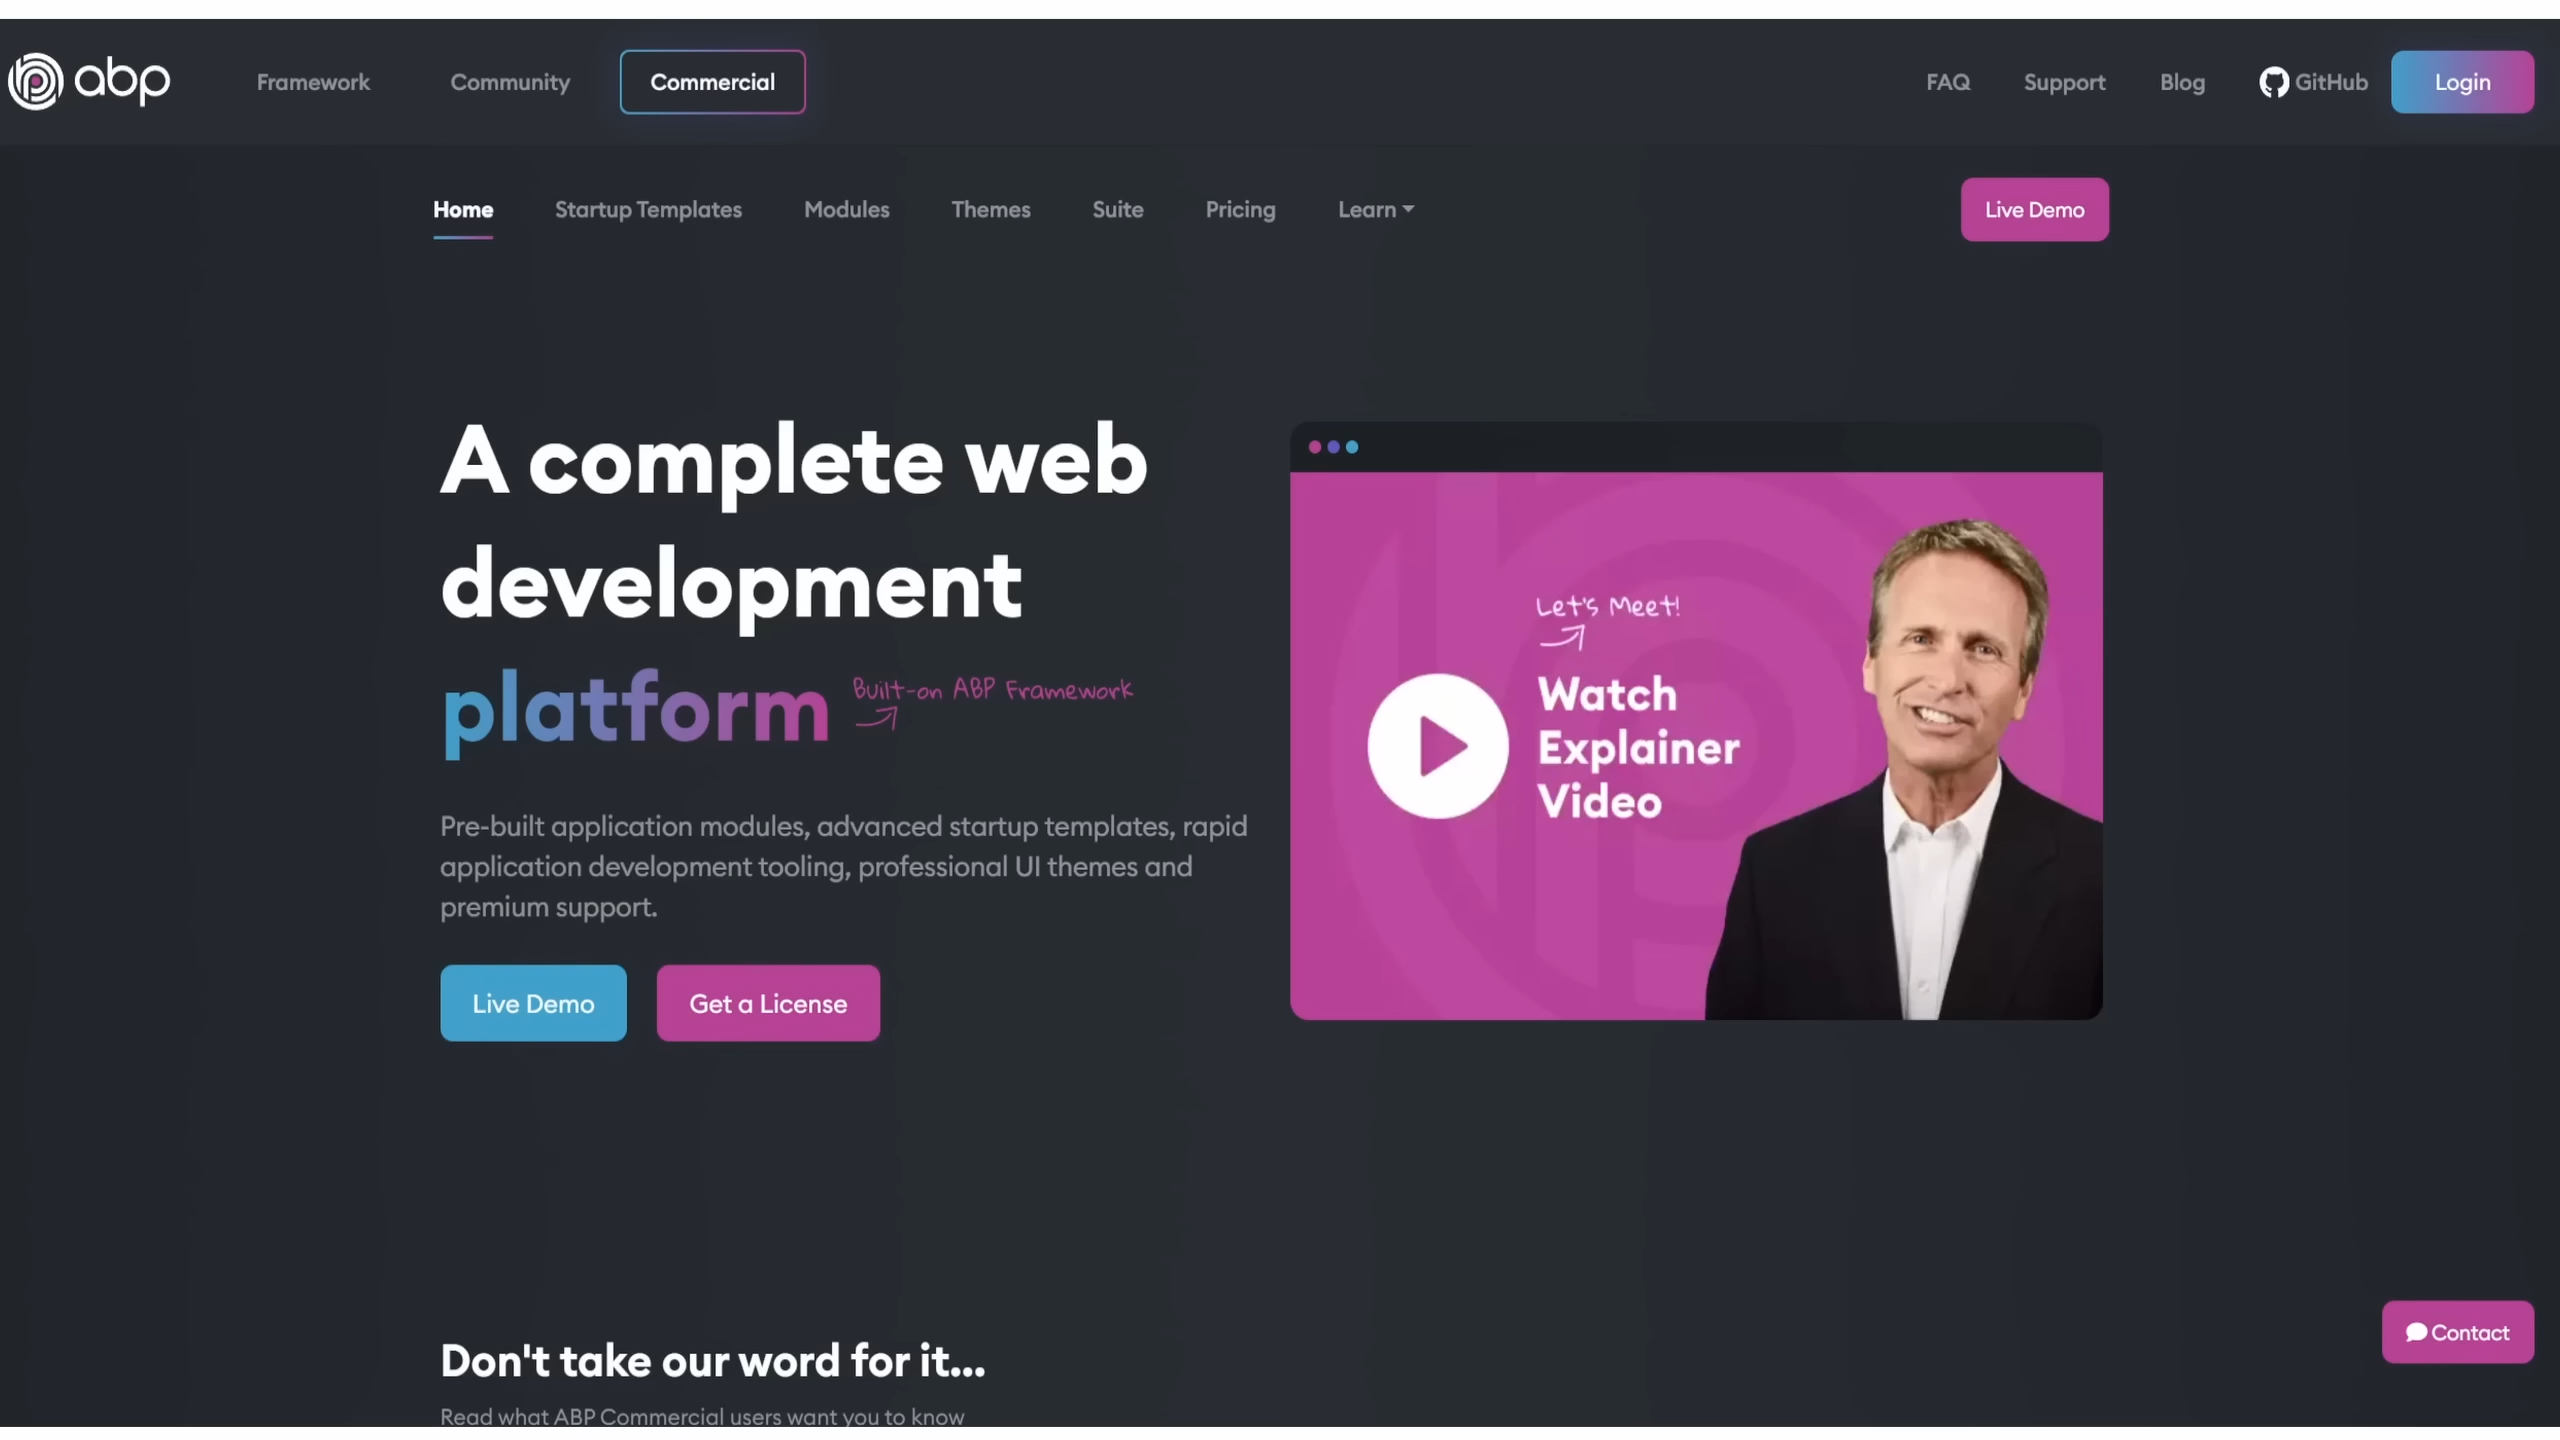 abp
Framework
Community
Commercial
FAQ
Support
Blog
GitHub
Login
Home
Startup Templates
Modules
Themes
Suite
Pricing
Learn
Live Demo
A complete web
development
platform
Built-on ABP Framework
Pre-built application modules, advanced startup templates, rapid
application development tooling, professional UI themes and
premium support.
Live Demo
Get a License
Let's Meet!
Watch
Explainer
Video
Contact
Don't take our word for it...
Read what ABP Commercial users want you to know